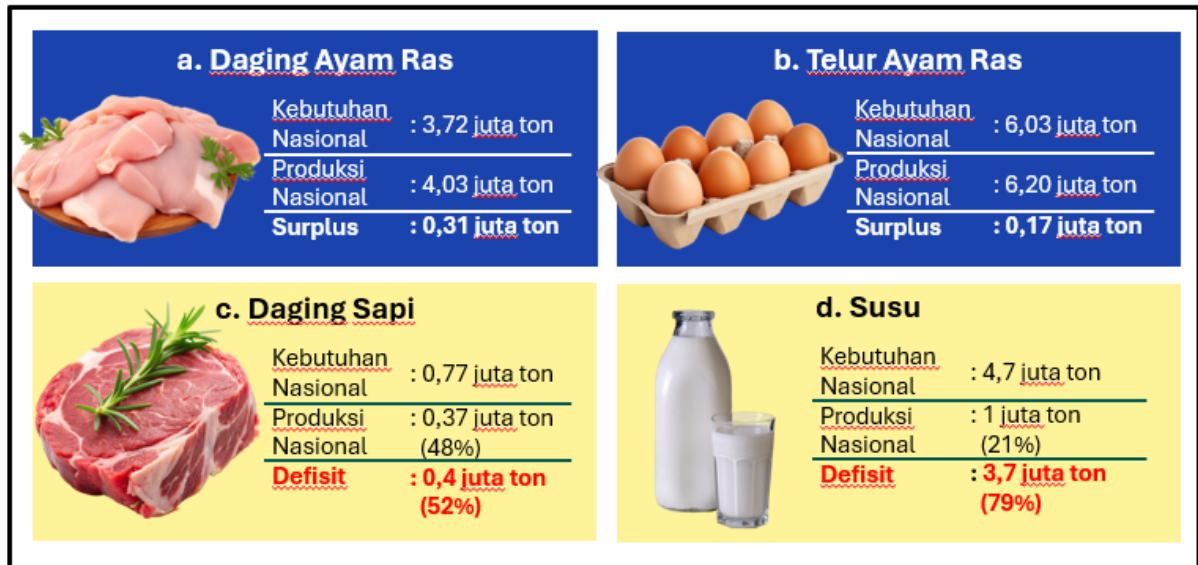 a. Daging Ayam Ras
Kebutuhan
Nasional : 3,72 juta ton
Produksi
Nasional : 4,03 juta ton
Surplus : 0,31 juta ton
b. Telur Ayam Ras
Kebutuhan
Nasional : 6,03 juta ton
Produksi
Nasional : 6,20 juta ton
Surplus : 0,17 juta ton
c. Daging Sapi
Kebutuhan
Nasional : 0,77 juta ton
Produksi : 0,37 juta ton
Nasional (48%)
Defisit : 0,4 juta ton
(52%)
d. Susu
Kebutuhan
Nasional : 4,7 juta ton
Produksi : 1 juta ton
Nasional (21%)
Defisit : 3,7 juta ton
(79%)